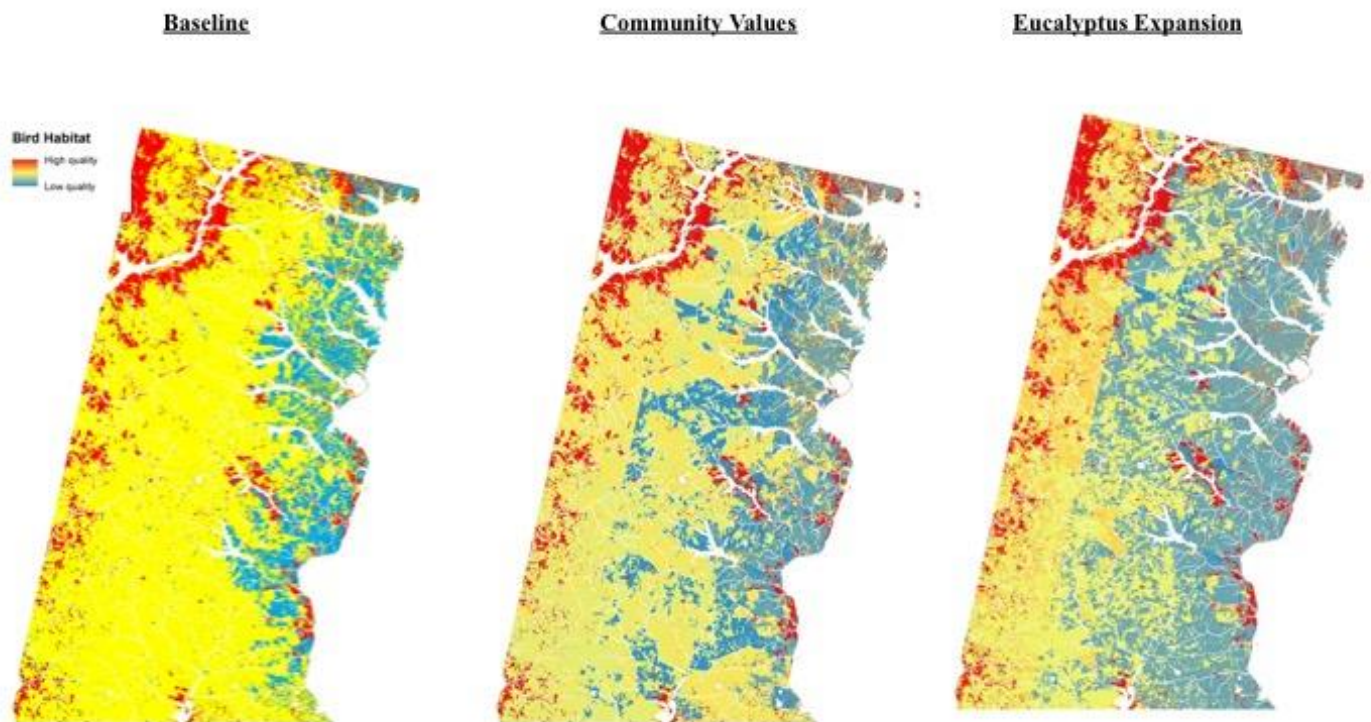 Baseline
Community Values
Eucalyptus Expansion
Bird Habitat
High quality
Low quality